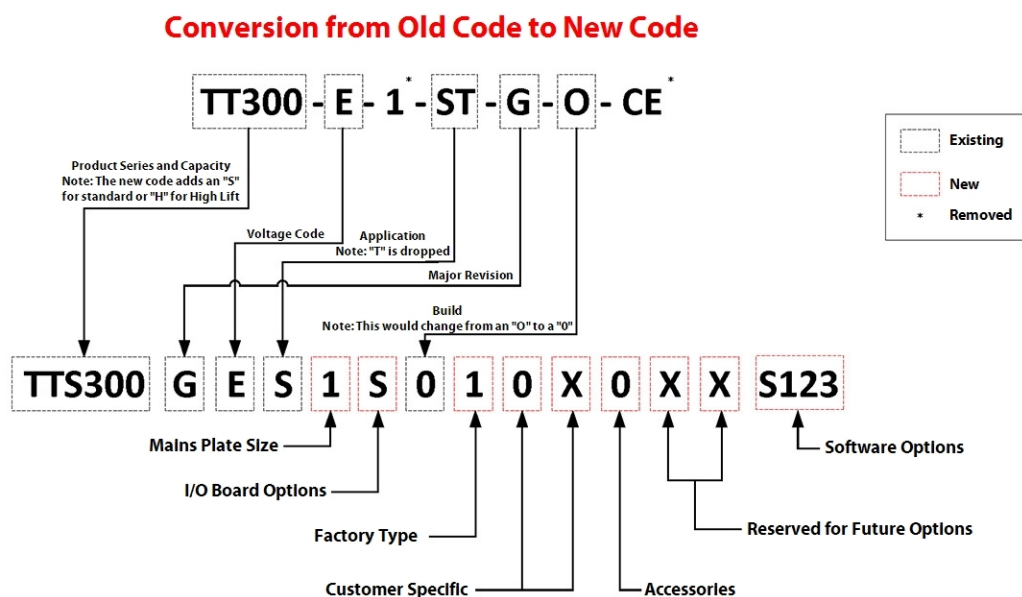 Conversion from Old Code to New Code
TT300 - E - 1* - ST - G - O - CE*
Existing
New
* Removed
Product Series and Capacity
Note: The new code adds an "S"
for standard or "H" for High Lift
Voltage Code
Application
Note: "T" is dropped
Major Revision
Build
Note: This would change from an "O" to a "0"
TTS300 G E S 1 S 0 1 0 X 0 X X S123
Mains Plate Size
Software Options
I/O Board Options
Factory Type
Reserved for Future Options
Customer Specific
Accessories